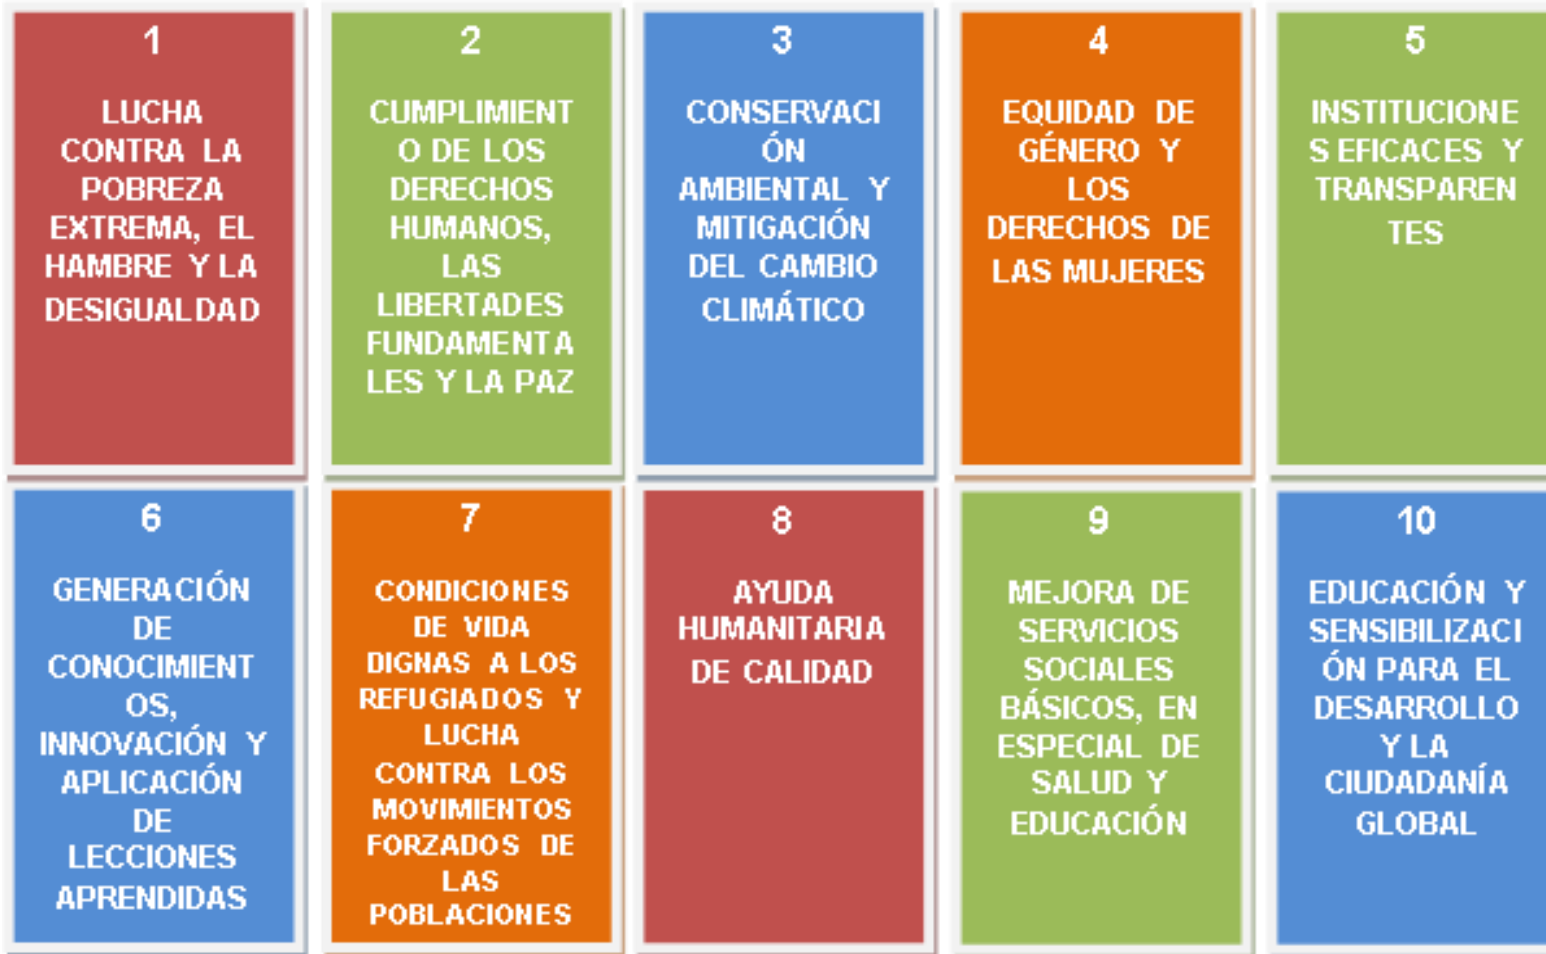 1
LUCHA
CONTRA LA
POBREZA
EXTREMA, EL
HAMBRE Y LA
DESIGUALDAD
2
CUMPLIMIENT
O DE LOS
DERECHOS
HUMANOS,
LAS
LIBERTADES
FUNDAMENTA
LES Y LA PAZ
3
CONSERVACI
ÓN
AMBIENTAL Y
MITIGACIÓN
DEL CAMBIO
CLIMÁTICO
4
EQUIDAD DE
GÉNERO Y
LOS
DERECHOS DE
LAS MUJERES
5
INSTITUCIONE
S EFICACES Y
TRANSPAREN
TES
6
GENERACIÓN
DE
CONOCIMIENT
OS,
INNOVACIÓN Y
APLICACIÓN
DE
LECCIONES
APRENDIDAS
7
CONDICIONES
DE VIDA
DIGNAS A LOS
REFUGIADOS Y
LUCHA
CONTRA LOS
MOVIMIENTOS
FORZADOS DE
LAS
POBLACIONES
8
AYUDA
HUMANITARIA
DE CALIDAD
9
MEJORA DE
SERVICIOS
SOCIALES
BÁSICOS, EN
ESPECIAL DE
SALUD Y
EDUCACIÓN
10
EDUCACIÓN Y
SENSIBILIZACI
ÓN PARA EL
DESARROLLO
Y LA
CIUDADANÍA
GLOBAL